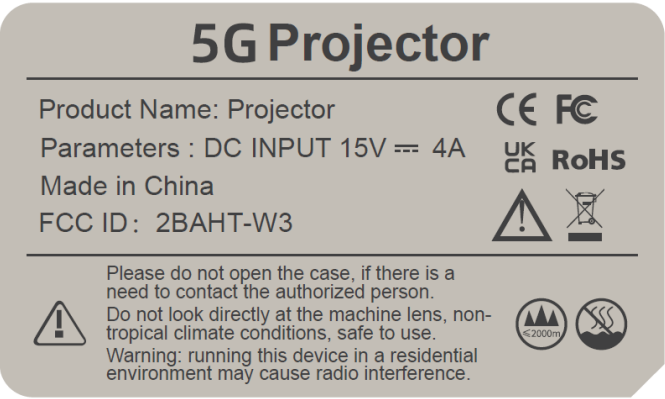 5G Projector
Product Name: Projector
Parameters : DC INPUT 15V ⎓ 4A
Made in China
FCC ID: 2BAHT-W3
CE FC
UK
CA RoHS
Please do not open the case, if there is a
need to contact the authorized person.
Do not look directly at the machine lens, non-
tropical climate conditions, safe to use.
Warning: running this device in a residential
environment may cause radio interference.
≤2000m